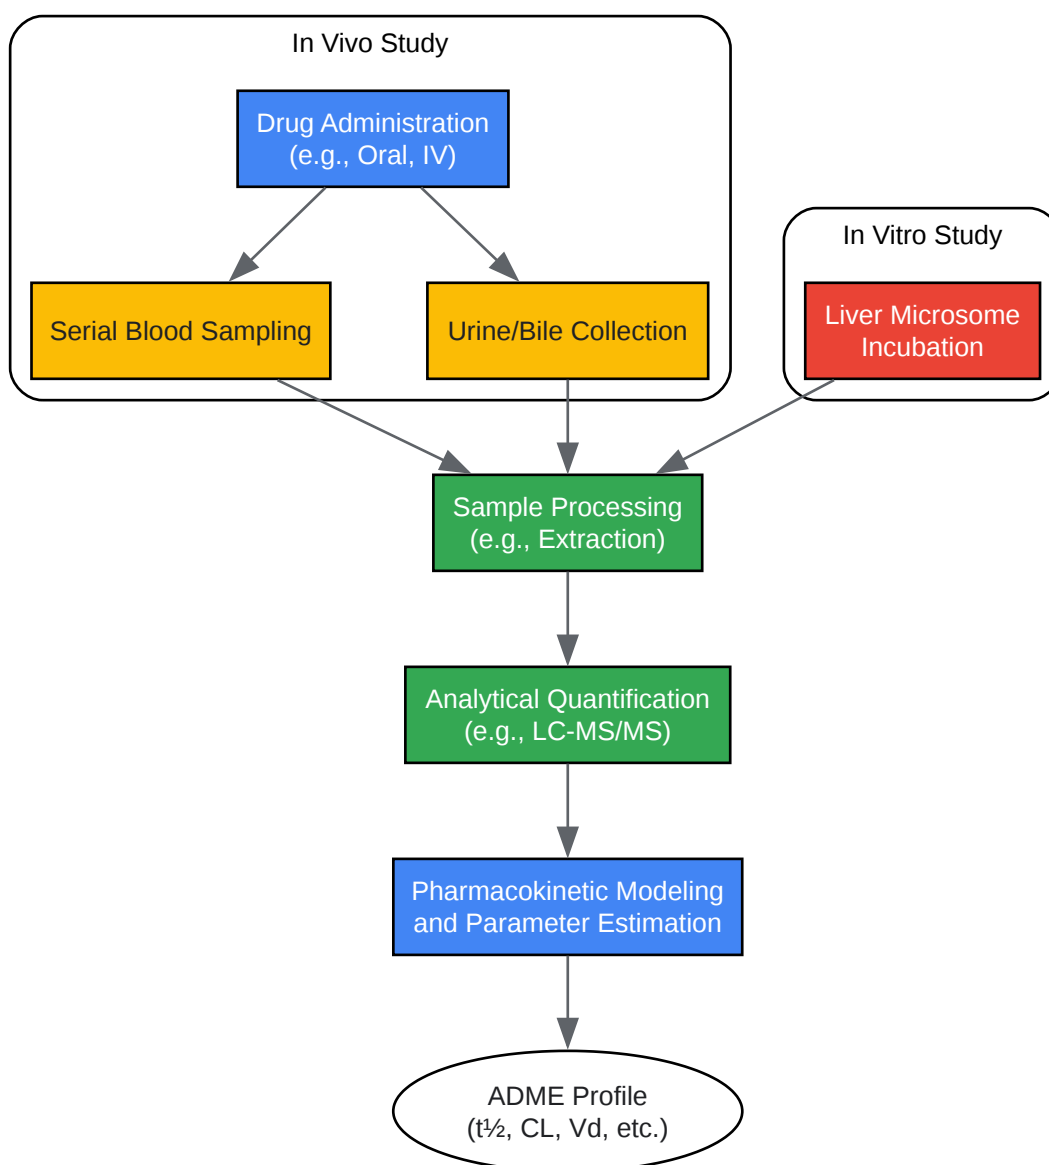 In Vivo Study
Drug Administration
(e.g., Oral, IV)
In Vitro Study
Serial Blood Sampling
Urine/Bile Collection
Liver Microsome
Incubation
Sample Processing
(e.g., Extraction)
Analytical Quantification
(e.g., LC-MS/MS)
Pharmacokinetic Modeling
and Parameter Estimation
ADME Profile
(t½, CL, Vd, etc.)